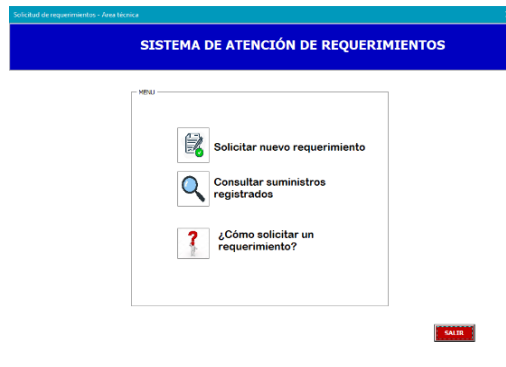 Solicitud de requerimientos - Area técnica
SISTEMA DE ATENCIÓN DE REQUERIMIENTOS
MENU
Solicitar nuevo requerimiento
Consultar suministros
registrados
¿Cómo solicitar un
requerimiento?
SALIR